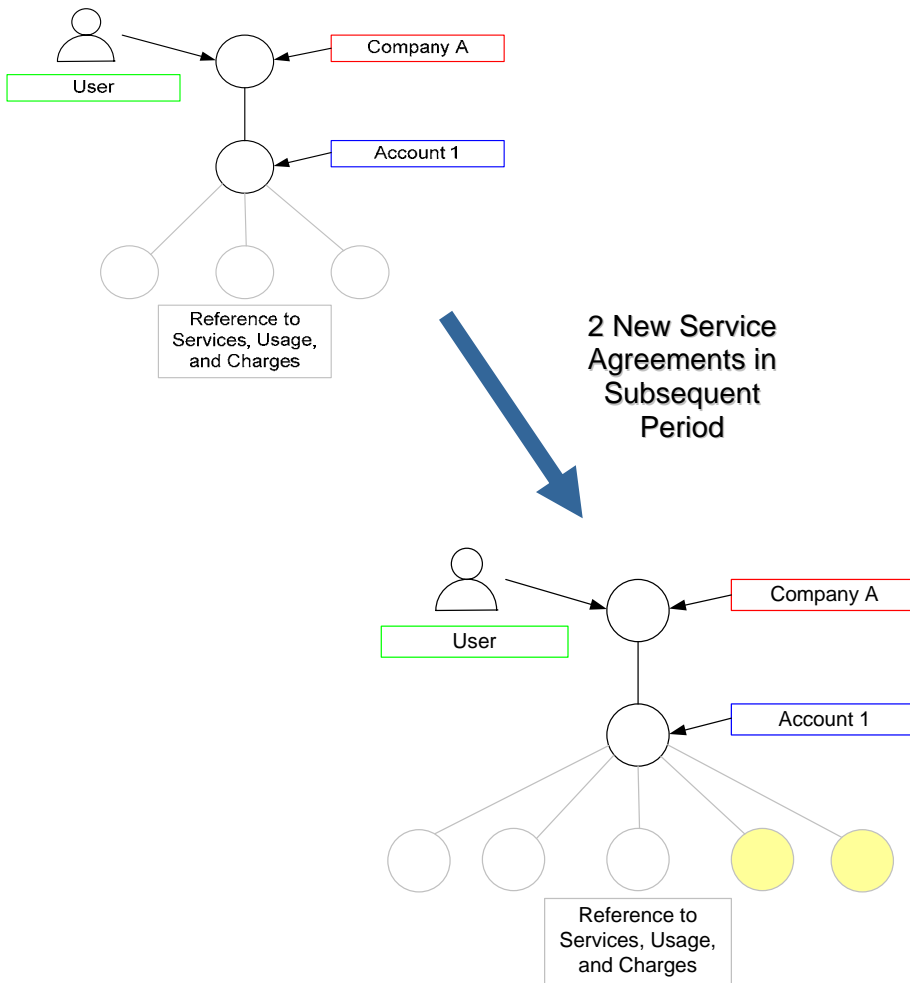 Company A
User
Account 1
Reference to
Services, Usage,
and Charges
2 New Service
Agreements in
Subsequent
Period
Company A
User
Account 1
Reference to
Services, Usage,
and Charges